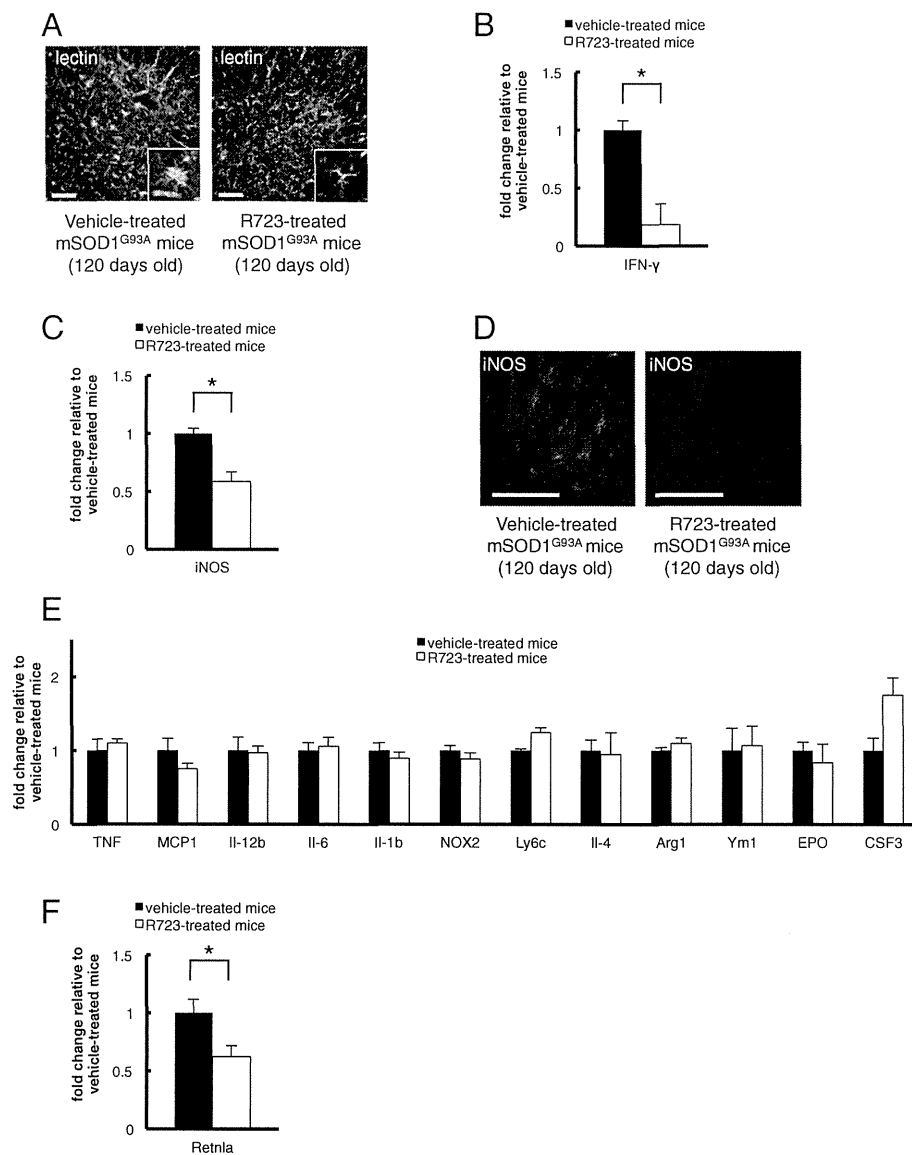 A
lectin
lectin
Vehicle-treated
mSOD1G93A mice
(120 days old)
R723-treated
mSOD1G93A mice
(120 days old)
B
vehicle-treated mice
R723-treated mice
fold change relative to
vehicle-treated mice
1.5
1
0.5
0
*
IFN-γ
C
vehicle-treated mice
R723-treated mice
fold change relative to
vehicle-treated mice
1.5
1
0.5
0
*
iNOS
D
iNOS
iNOS
Vehicle-treated
mSOD1G93A mice
(120 days old)
R723-treated
mSOD1G93A mice
(120 days old)
E
vehicle-treated mice
R723-treated mice
fold change relative to
vehicle-treated mice
2
1
0
TNF MCP1 Il-12b Il-6 Il-1b NOX2 Ly6c Il-4 Arg1 Ym1 EPO CSF3
F
vehicle-treated mice
R723-treated mice
fold change relative to
vehicle-treated mice
1.5
1
0.5
0
*
Retnla